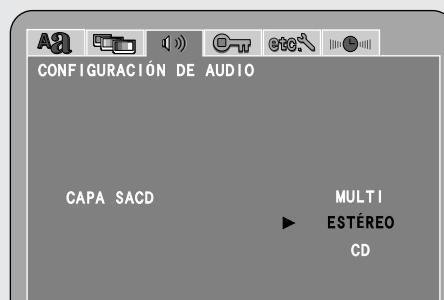 Aa etc.
CONFIGURACIÓN DE AUDIO
CAPA SACD MULTI
ESTÉREO
CD